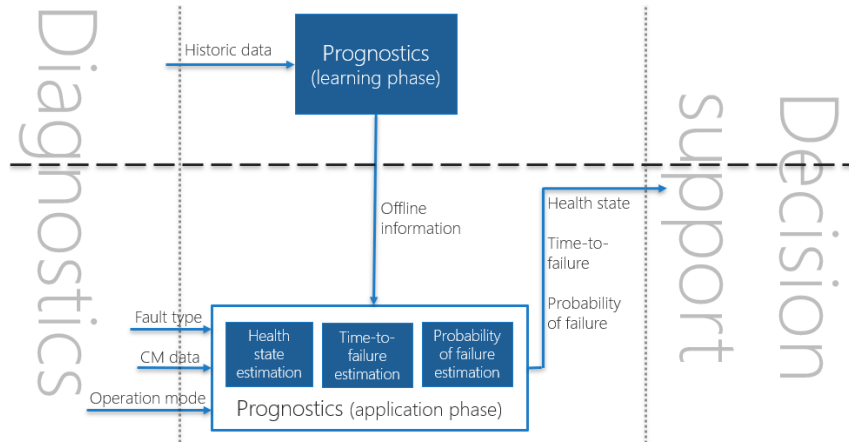 Diagnostics
Historic data
Prognostics
(learning phase)
Offline
information
Fault type
CM data
Operation mode
Health
state
estimation
Time-to-
failure
estimation
Probability
of failure
estimation
Prognostics (application phase)
Health state
Time-to-
failure
Probability
of failure
Decision
support